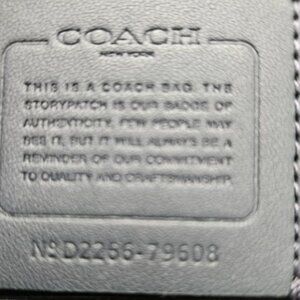 COACH
NEW YORK
THIS IS A COACH BAG. THE
STORYPATCH IS OUR BADGE OF
AUTHENTICITY. FEW PEOPLE MAY
SEE IT, BUT IT WILL ALWAYS BE A
REMINDER OF OUR COMMITMENT
TO QUALITY AND CRAFTSMANSHIP.
Nº D2256-79608